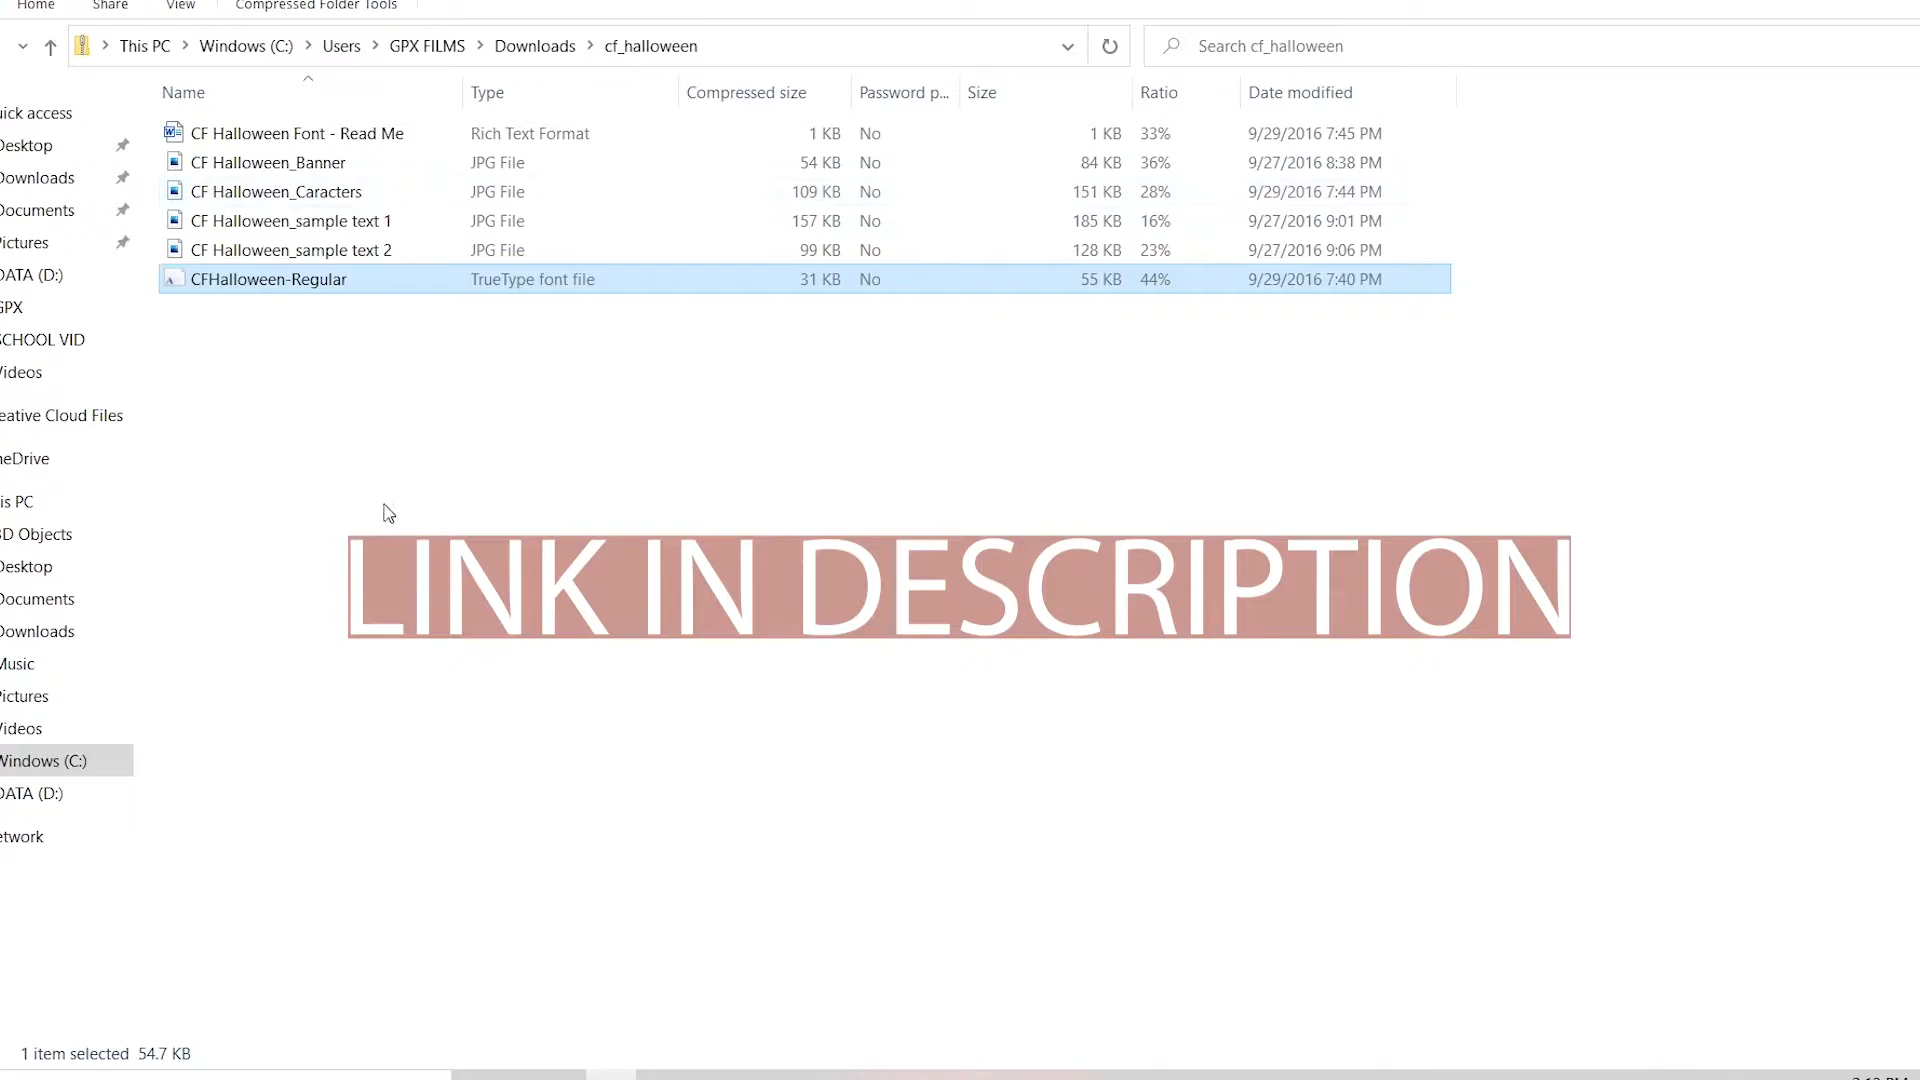 Home Share View Compressed Folder Tools
This PC Windows (C:) Users GPX FILMS Downloads cf_halloween Search cf_halloween
Name Type Compressed size Password p... Size Ratio Date modified
CF Halloween Font - Read Me Rich Text Format 1 KB No 1 KB 33% 9/29/2016 7:45 PM
CF Halloween_Banner JPG File 54 KB No 84 KB 36% 9/27/2016 8:38 PM
CF Halloween_Caracters JPG File 109 KB No 151 KB 28% 9/29/2016 7:44 PM
CF Halloween_sample text 1 JPG File 157 KB No 185 KB 16% 9/27/2016 9:01 PM
CF Halloween_sample text 2 JPG File 99 KB No 128 KB 23% 9/27/2016 9:06 PM
CFHalloween-Regular TrueType font file 31 KB No 55 KB 44% 9/29/2016 7:40 PM
uick access
Desktop
Downloads
Documents
Pictures
DATA (D:)
GPX
SCHOOL VID
Videos
eative Cloud Files
neDrive
is PC
3D Objects
Desktop
Documents
Downloads
Music
Pictures
Videos
Windows (C:)
DATA (D:)
etwork
LINK IN DESCRIPTION
1 item selected 54.7 KB